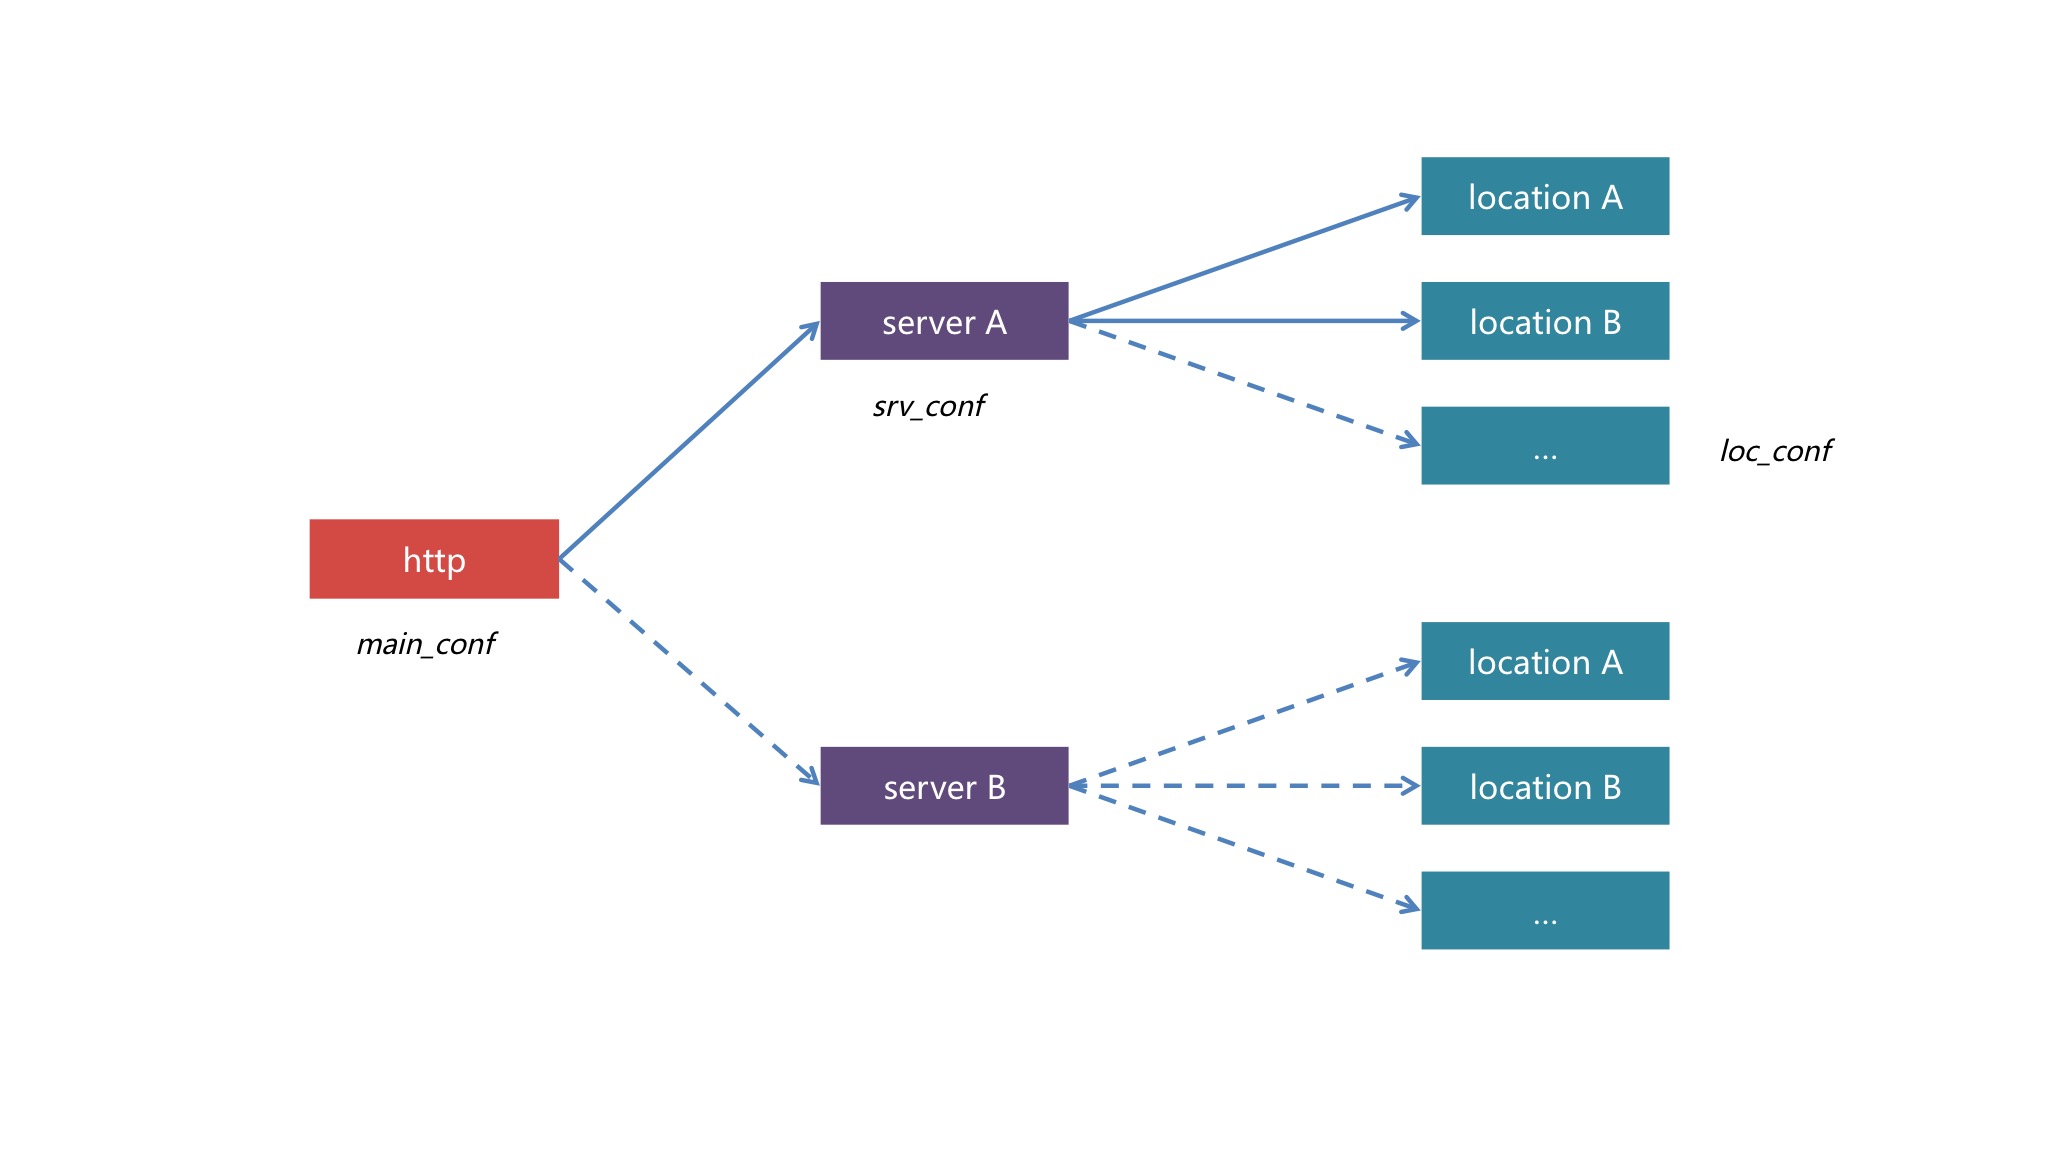 http
main_conf
server A
srv_conf
location A
location B
...
loc_conf
server B
location A
location B
...